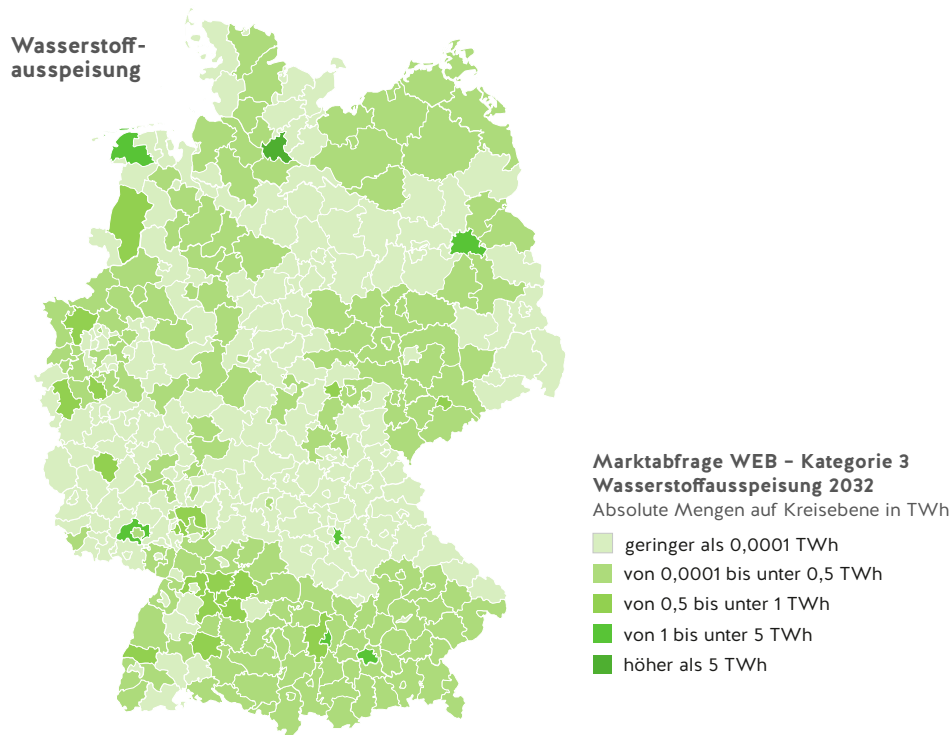 Wasserstoff-
ausspeisung
Marktabfrage WEB – Kategorie 3
Wasserstoffausspeisung 2032
Absolute Mengen auf Kreisebene in TWh
geringer als 0,0001 TWh
von 0,0001 bis unter 0,5 TWh
von 0,5 bis unter 1 TWh
von 1 bis unter 5 TWh
höher als 5 TWh